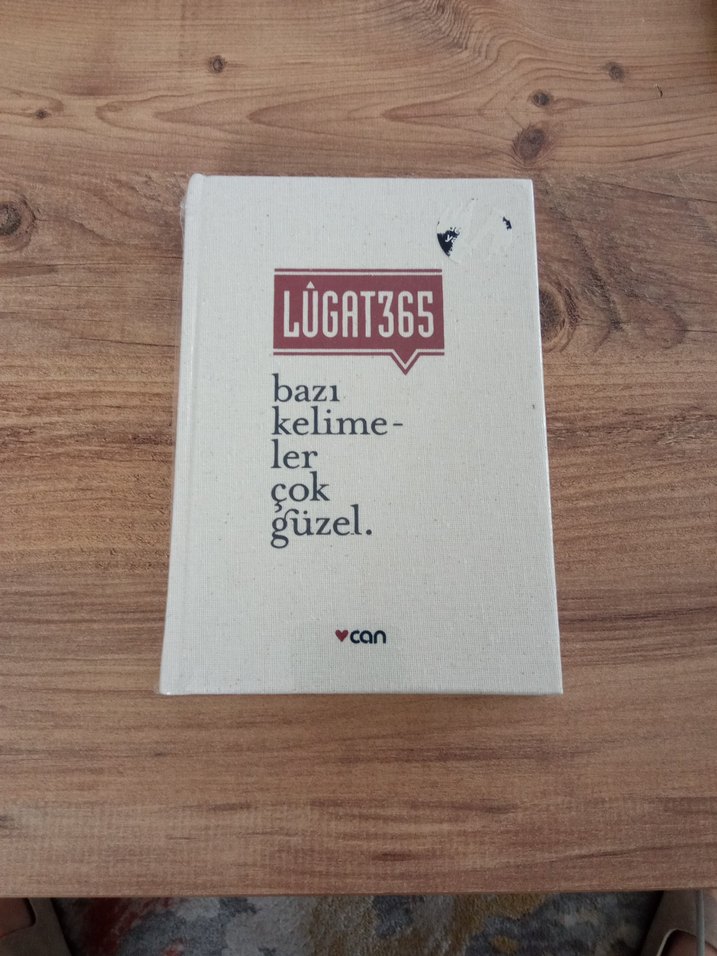 LÛGAT365
bazı
kelime-
ler
çok
güzel.
can